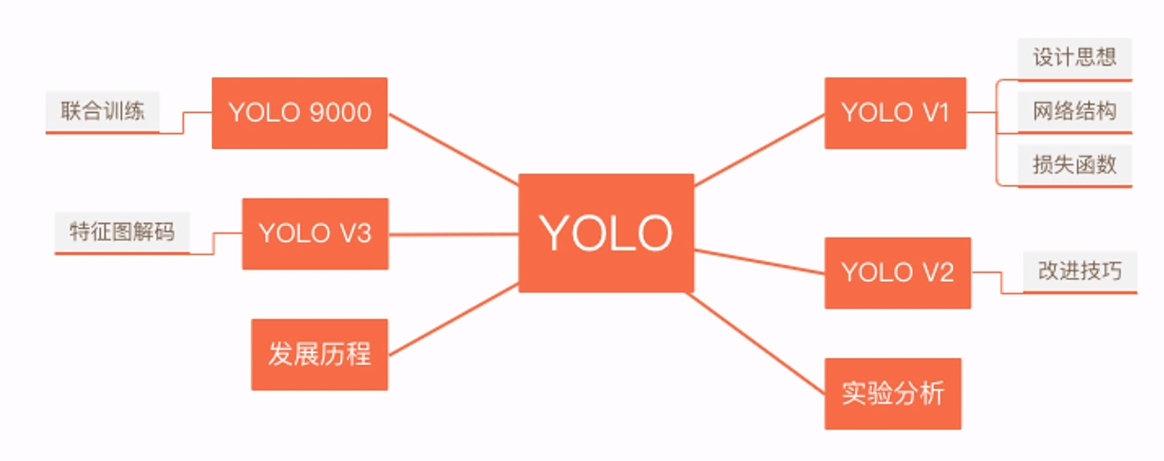 设计思想
联合训练
YOLO 9000
YOLO V1
网络结构
损失函数
YOLO
特征图解码
YOLO V3
YOLO V2
改进技巧
发展历程
实验分析